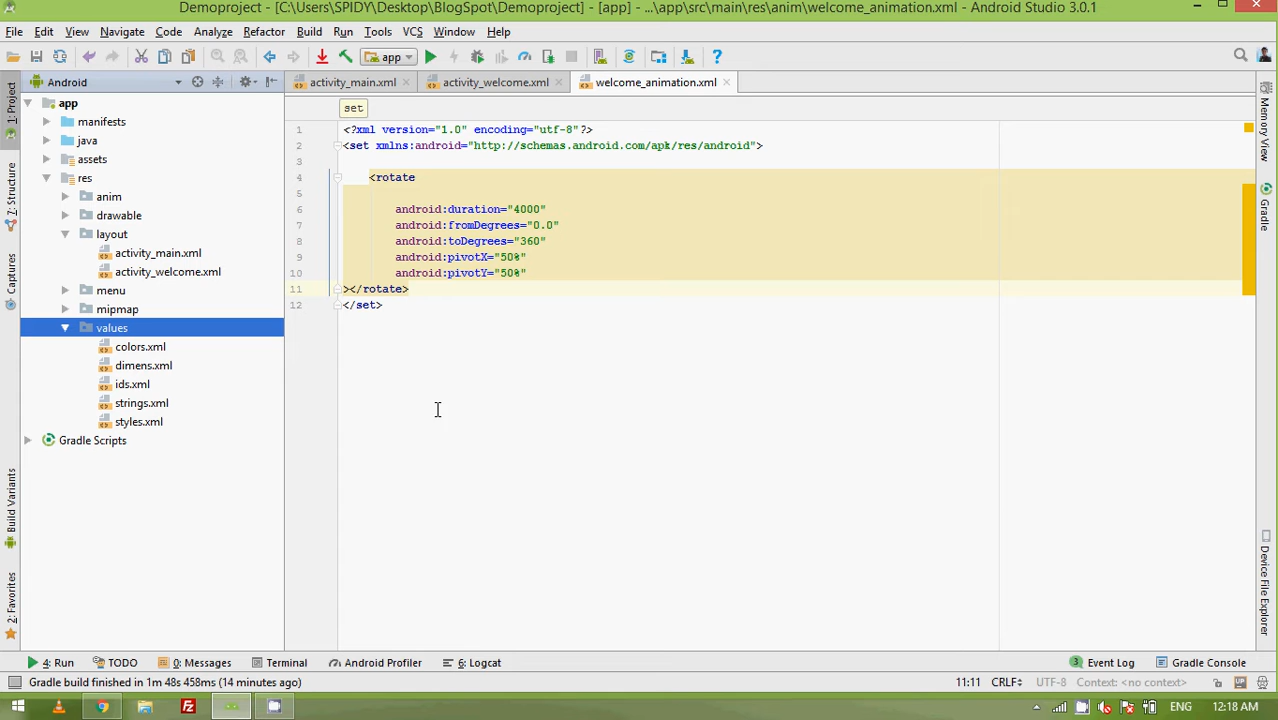 Demoproject - [C:\Users\SPIDY\Desktop\BlogSpot\Demoproject] - [app] - ...\app\src\main\res\anim\welcome_animation.xml - Android Studio 3.0.1
File Edit View Navigate Code Analyze Refactor Build Run Tools VCS Window Help
app
Android
activity_main.xml
activity_welcome.xml
welcome_animation.xml
1: Project
7: Structure
Captures
Build Variants
2: Favorites
app
manifests
java
assets
res
anim
drawable
layout
activity_main.xml
activity_welcome.xml
menu
mipmap
values
colors.xml
dimens.xml
ids.xml
strings.xml
styles.xml
Gradle Scripts
set
1 <?xml version="1.0" encoding="utf-8"?>
2 <set xmlns:android="http://schemas.android.com/apk/res/android">
3
4 <rotate
5
6 android:duration="4000"
7 android:fromDegrees="0.0"
8 android:toDegrees="360"
9 android:pivotX="50%"
10 android:pivotY="50%"
11 ></rotate>
12 </set>
Memory View
Gradle
Device File Explorer
4: Run TODO 0: Messages Terminal Android Profiler 6: Logcat 3 Event Log Gradle Console
Gradle build finished in 1m 48s 458ms (14 minutes ago) 11:11 CRLF UTF-8 Context: <no context>
ENG 12:18 AM